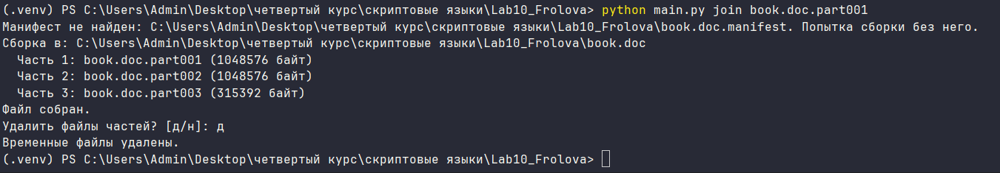 (.venv) PS C:\Users\Admin\Desktop\четвертый курс\скриптовые языки\Lab10_Frolova> python main.py join book.doc.part001
Манифест не найден: C:\Users\Admin\Desktop\четвертый курс\скриптовые языки\Lab10_Frolova\book.doc.manifest. Попытка сборки без него.
Сборка в: C:\Users\Admin\Desktop\четвертый курс\скриптовые языки\Lab10_Frolova\book.doc
  Часть 1: book.doc.part001 (1048576 байт)
  Часть 2: book.doc.part002 (1048576 байт)
  Часть 3: book.doc.part003 (315392 байт)
Файл собран.
Удалить файлы частей? [д/н]: д
Временные файлы удалены.
(.venv) PS C:\Users\Admin\Desktop\четвертый курс\скриптовые языки\Lab10_Frolova>